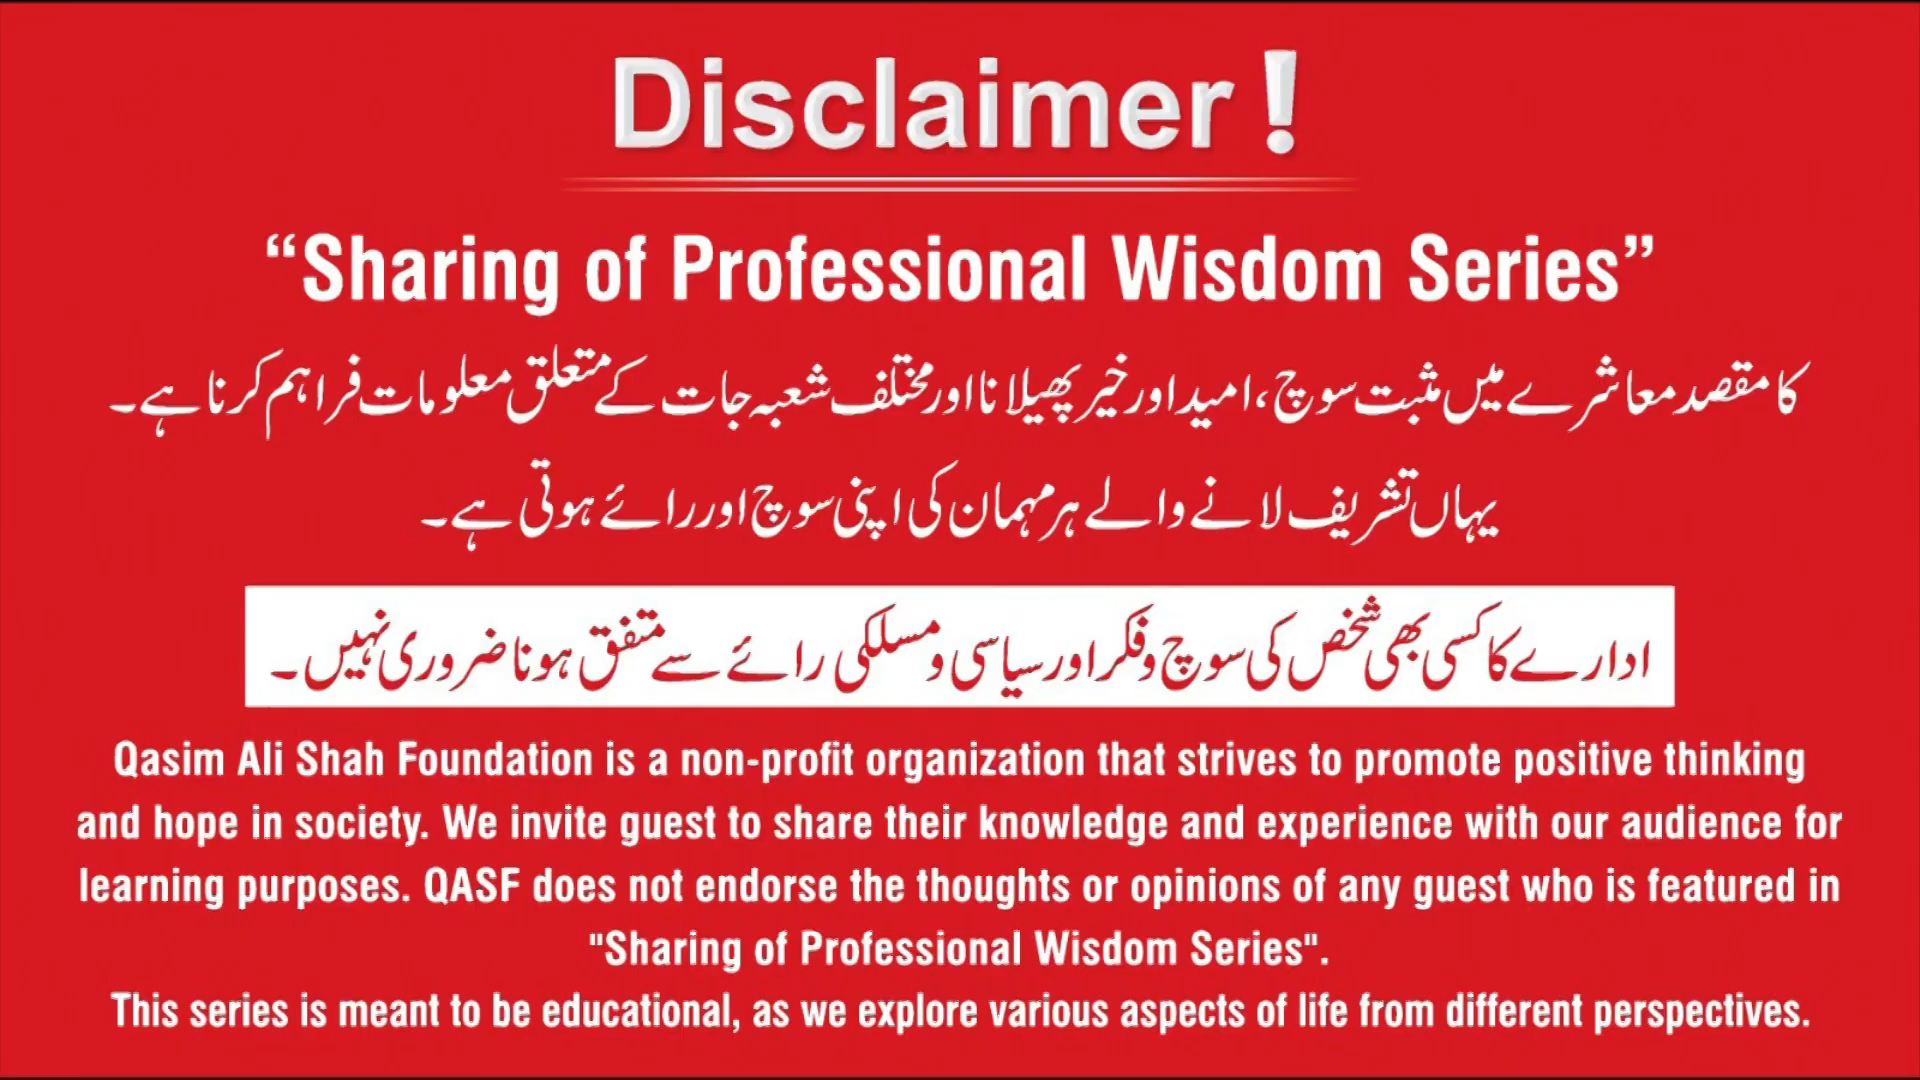 Disclaimer!
“Sharing of Professional Wisdom Series”
کا مقصد معاشرے میں مثبت سوچ، امید اور خیر پھیلانا اور مختلف شعبہ جات کے متعلق معلومات فراہم کرنا ہے۔
یہاں تشریف لانے والے ہر مہمان کی اپنی سوچ اور رائے ہوتی ہے۔
ادارے کا کسی بھی شخص کی سوچ و فکر اور سیاسی و مسلکی رائے سے متفق ہونا ضروری نہیں۔
Qasim Ali Shah Foundation is a non-profit organization that strives to promote positive thinking
and hope in society. We invite guest to share their knowledge and experience with our audience for
learning purposes. QASF does not endorse the thoughts or opinions of any guest who is featured in
"Sharing of Professional Wisdom Series".
This series is meant to be educational, as we explore various aspects of life from different perspectives.